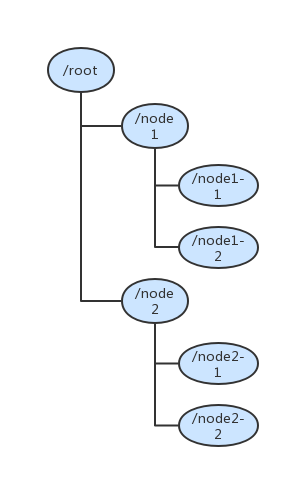 /root
/node
1
/node1-
1
/node1-
2
/node
2
/node2-
1
/node2-
2